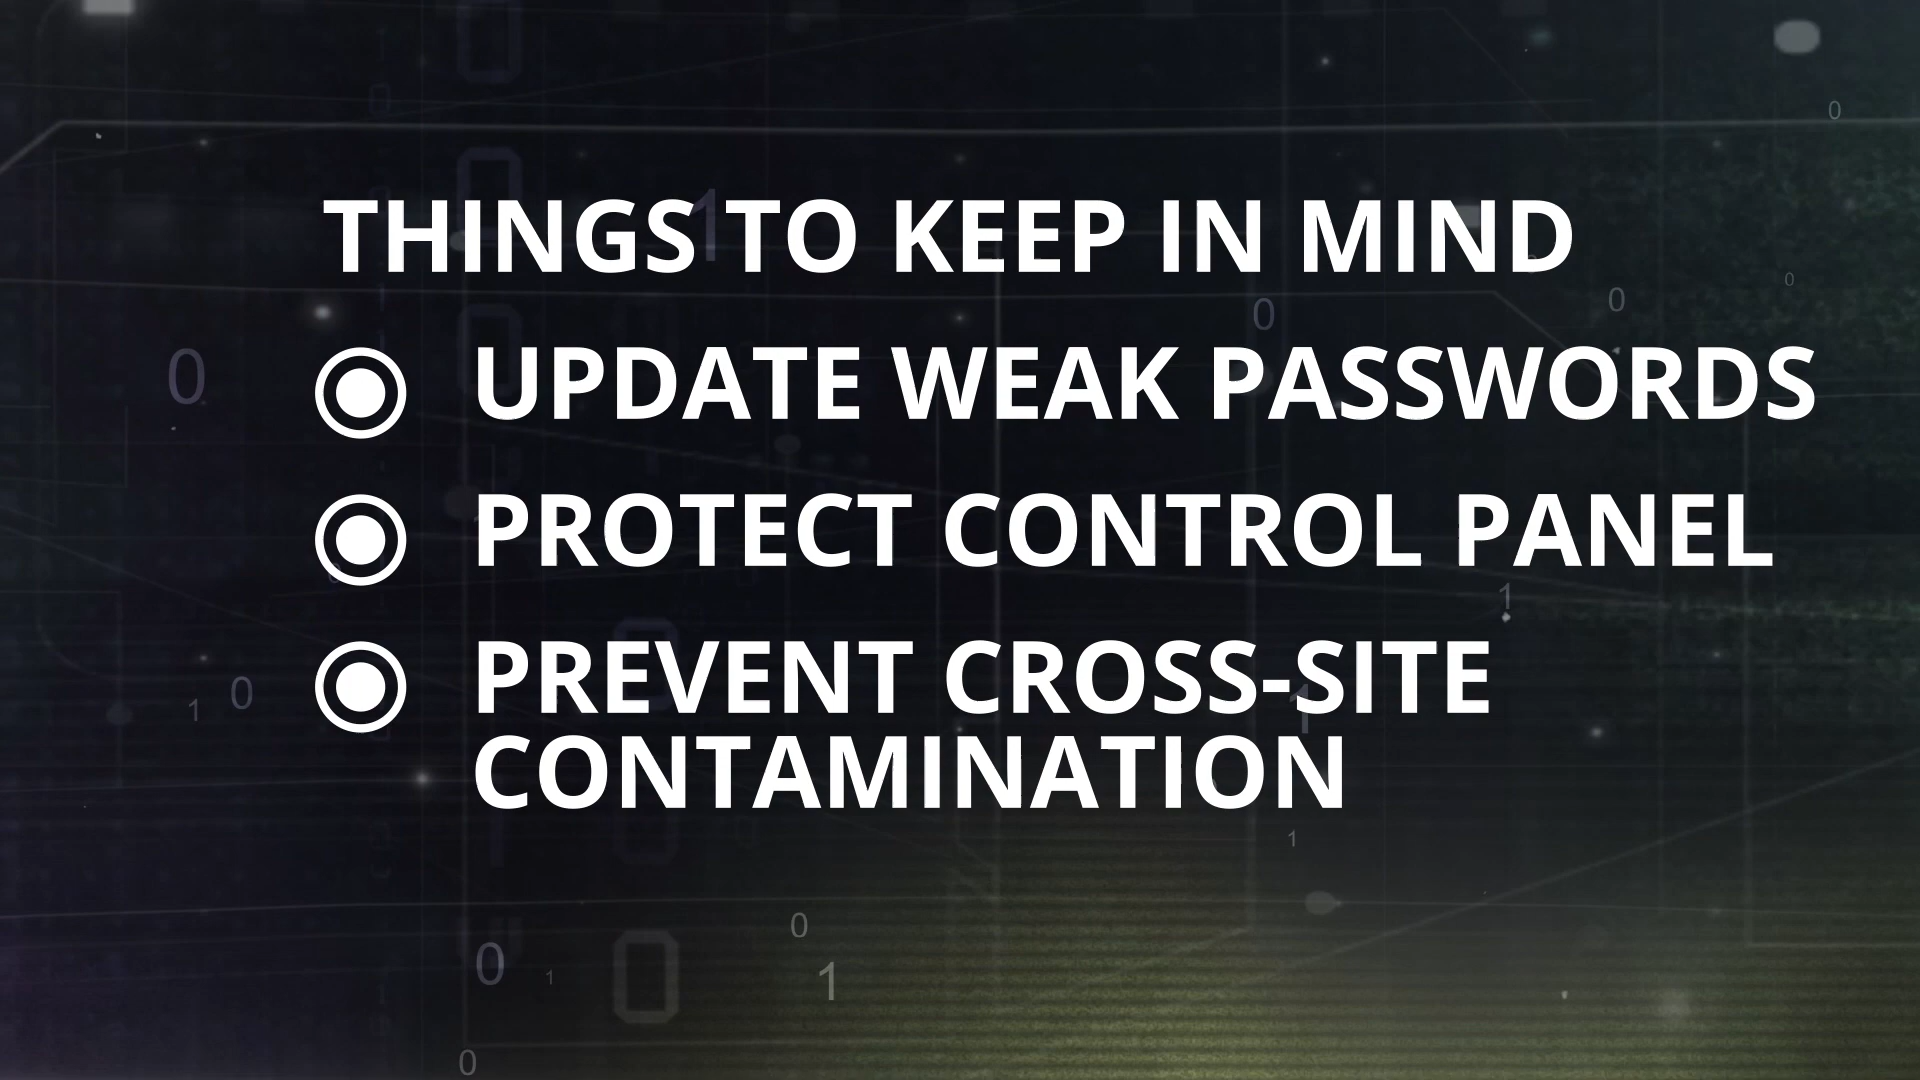 THINGS TO KEEP IN MIND
UPDATE WEAK PASSWORDS
PROTECT CONTROL PANEL
PREVENT CROSS-SITE
CONTAMINATION